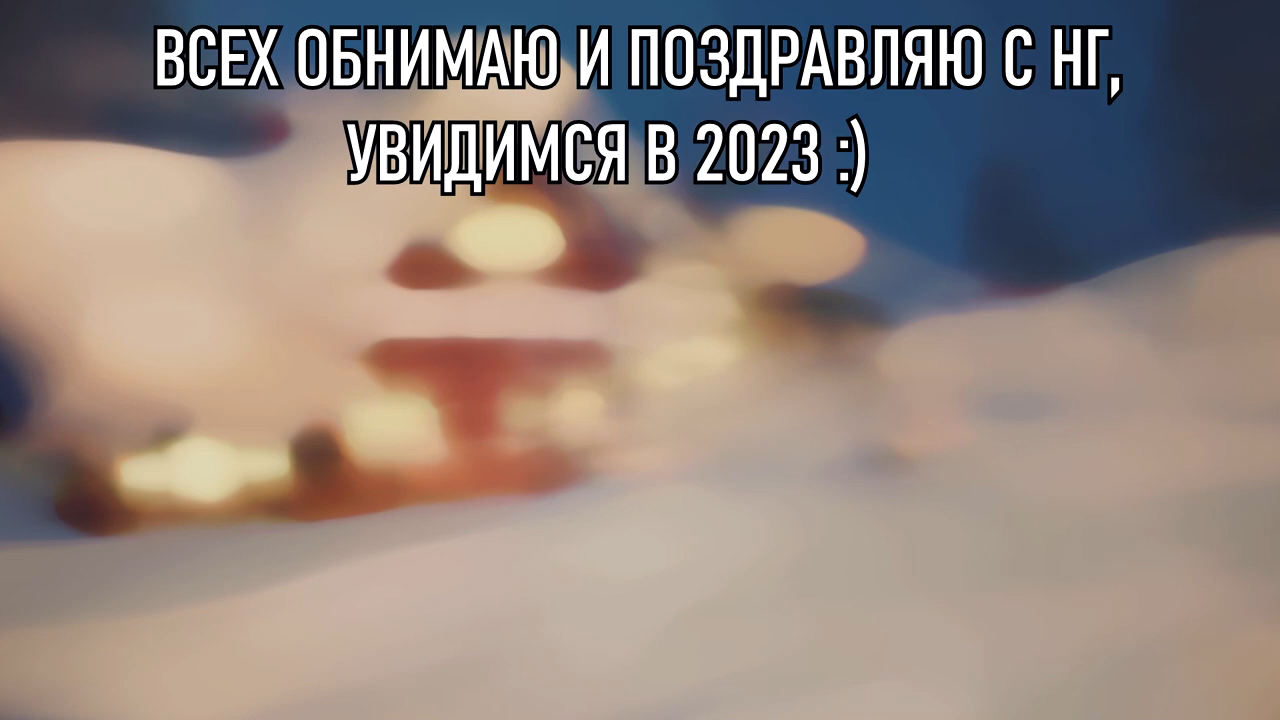 ВСЕХ ОБНИМАЮ И ПОЗДРАВЛЯЮ С НГ,
УВИДИМСЯ В 2023 :)